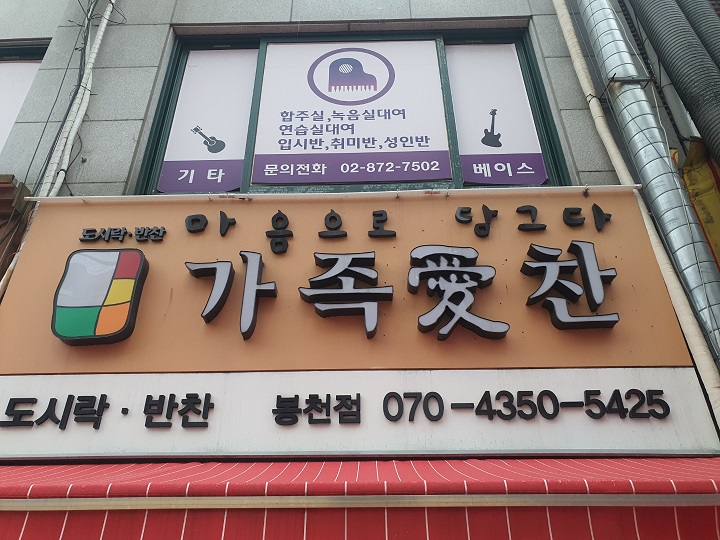 합주실,녹음실대여
연습실대여
입시반,취미반,성인반
기타
문의전화 02-872-7502
베이스
도시락·반찬
마음으로 담그다
가족愛찬
도시락·반찬 봉천점 070-4350-5425